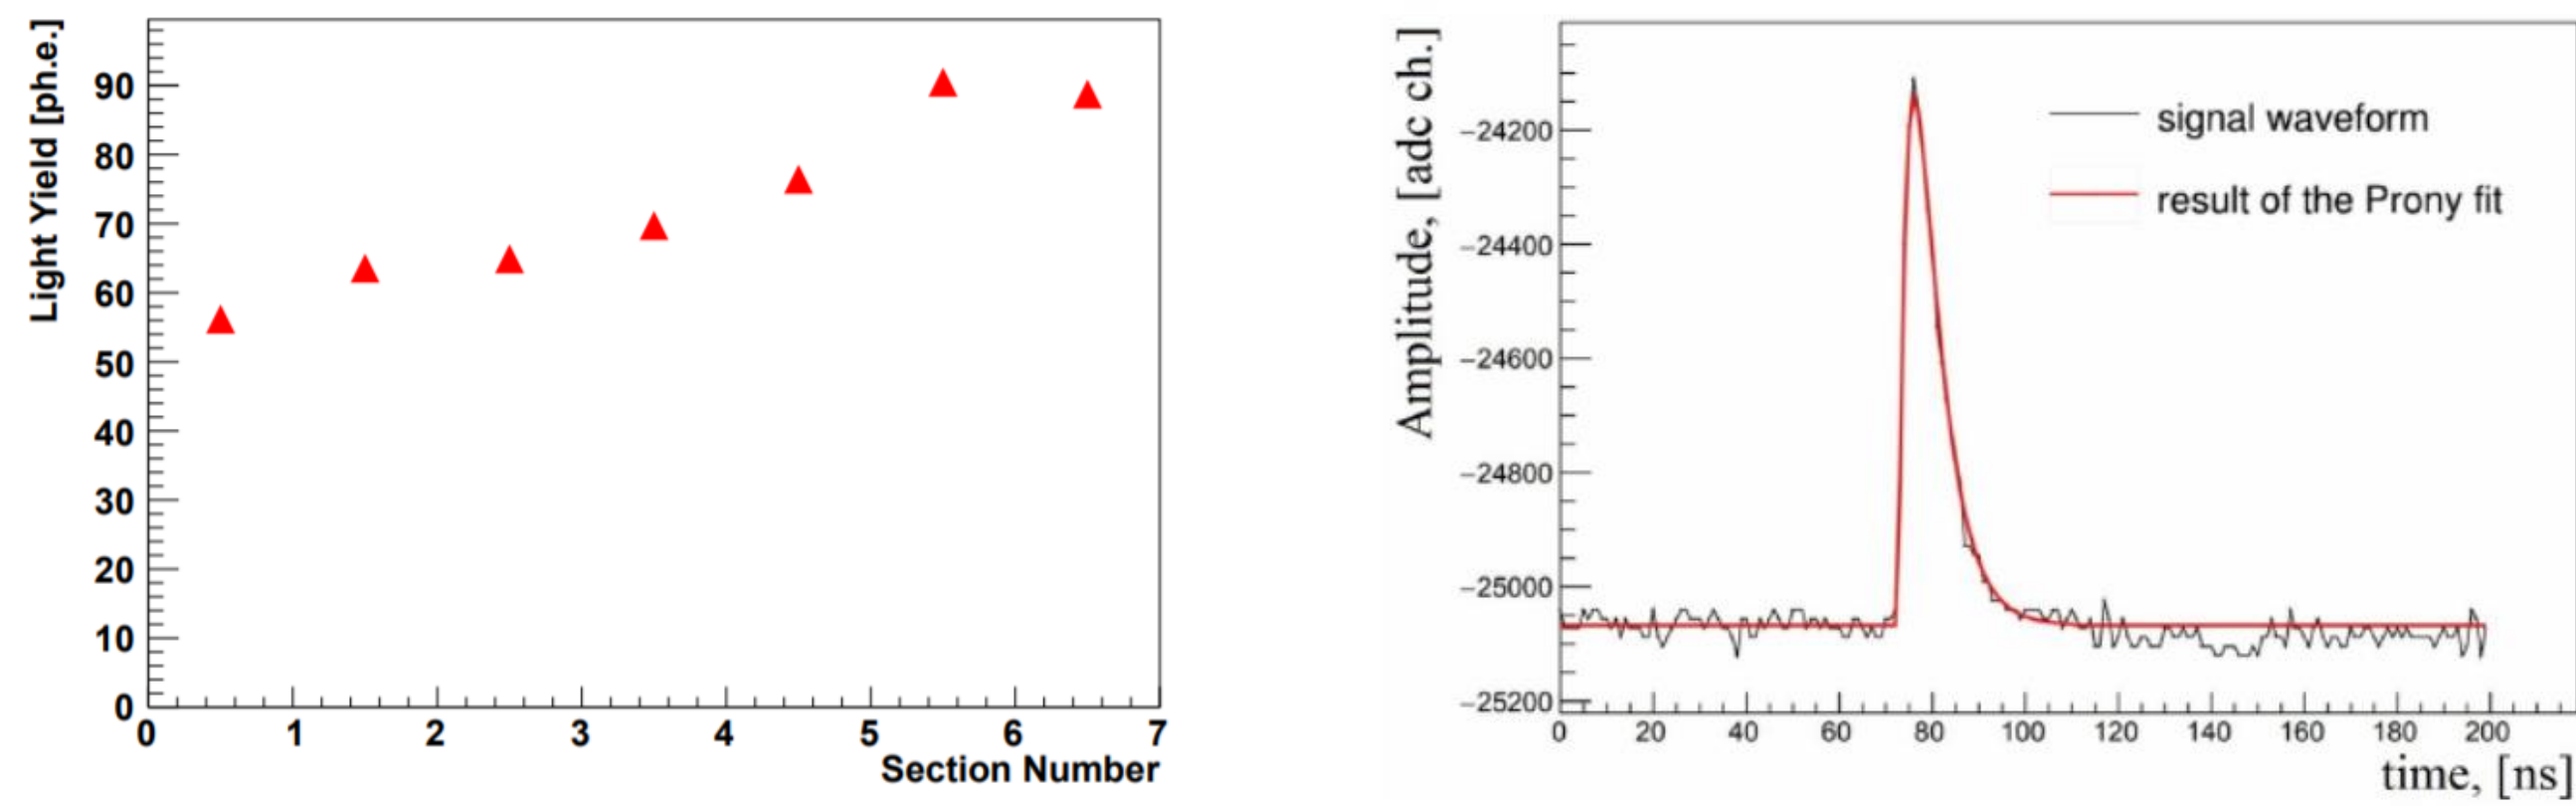 Light Yield [ph.e.]
90
80
70
60
50
40
30
20
10
0
0 1 2 3 4 5 6 7
Section Number
Amplitude, [adc ch.]
−24200
−24400
−24600
−24800
−25000
−25200
signal waveform
result of the Prony fit
0 20 40 60 80 100 120 140 160 180 200
time, [ns]